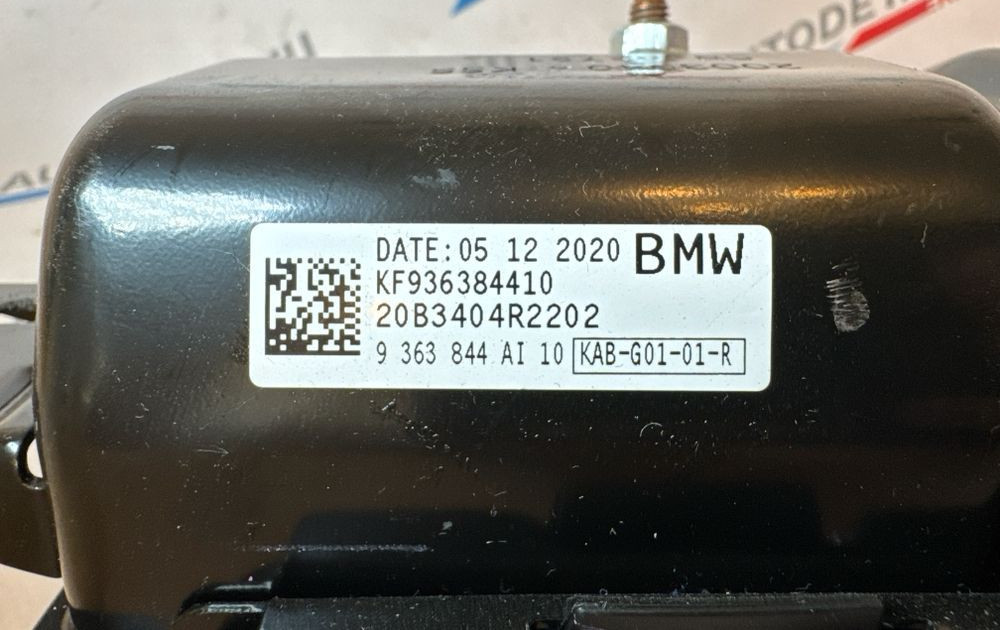 DATE: 05 12 2020 BMW
KF936384410
20B3404R2202
9 363 844 AI 10 KAB-G01-01-R